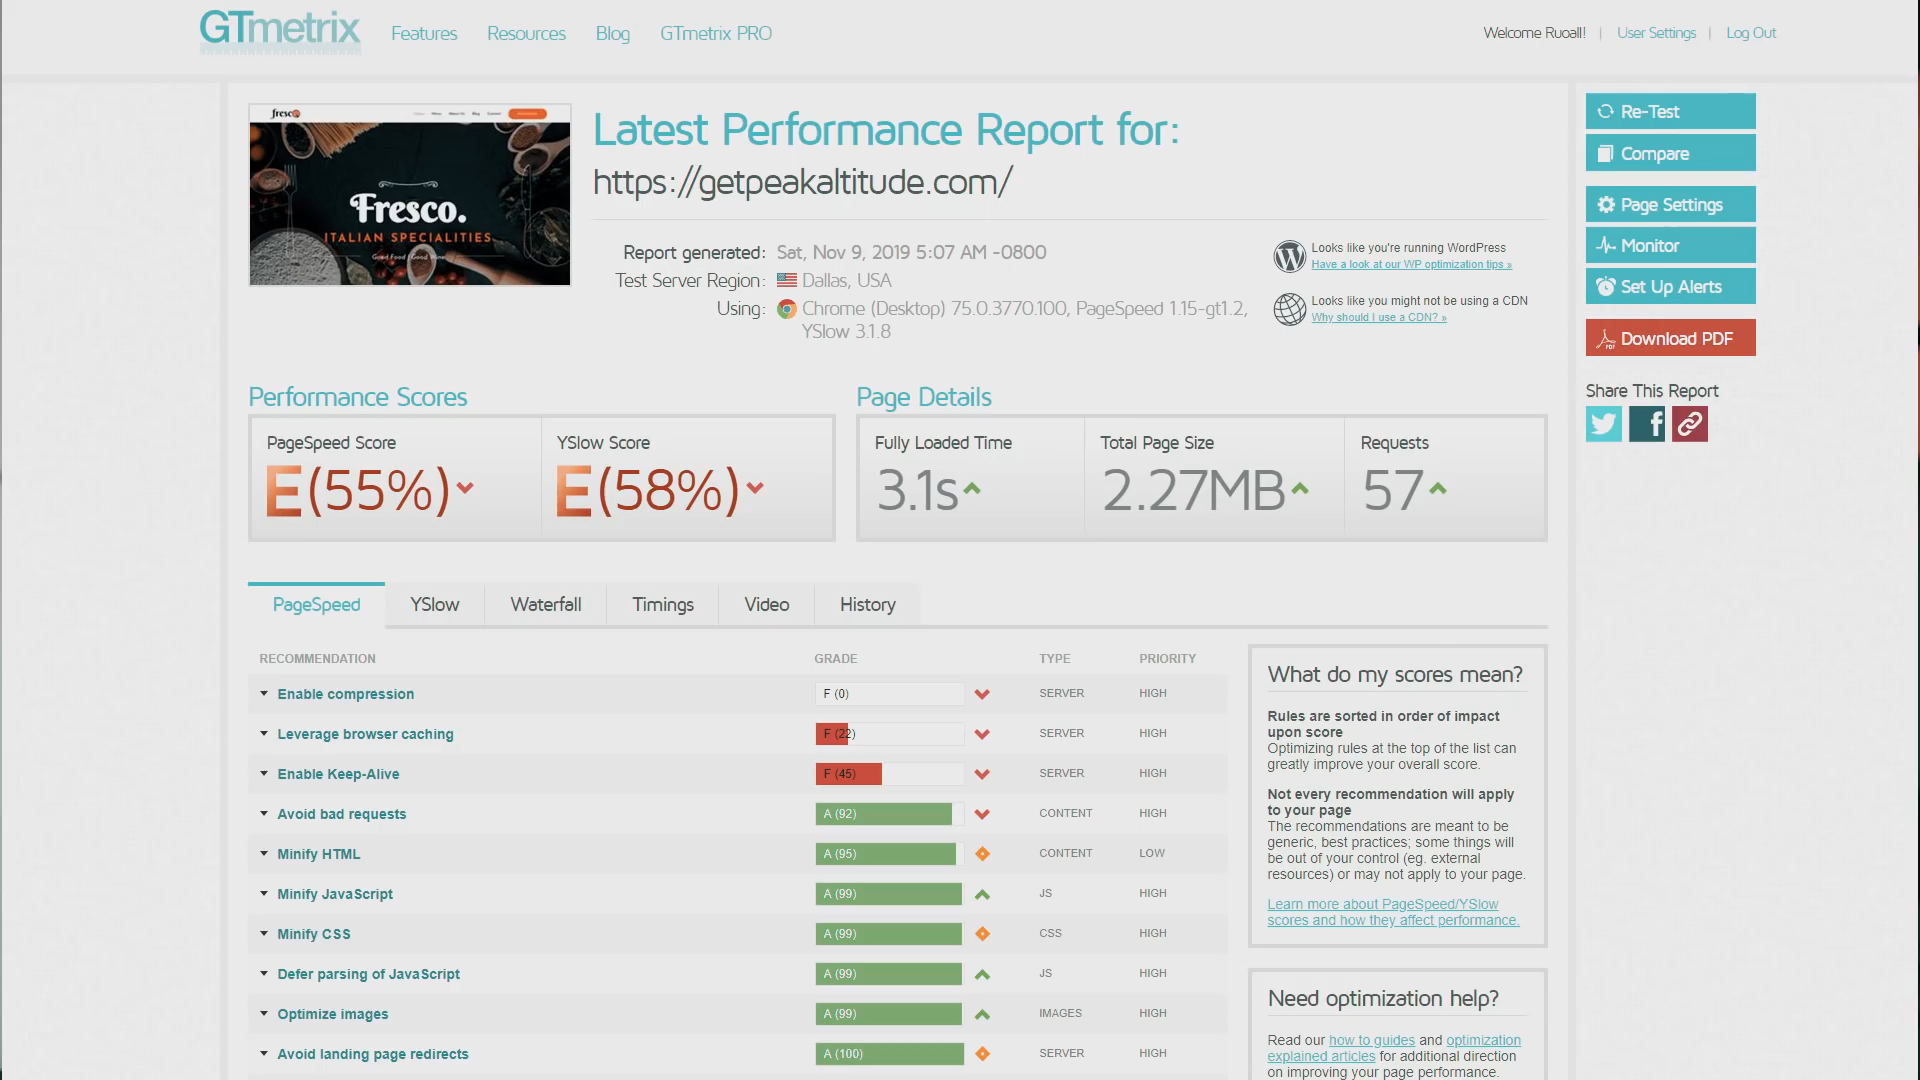 GTmetrix Features Resources Blog GTmetrix PRO Welcome Ruoall! | User Settings | Log Out
fresco
Fresco.
ITALIAN SPECIALITIES
Good Food | Good Wine
Latest Performance Report for:
https://getpeakaltitude.com/
Report generated: Sat, Nov 9, 2019 5:07 AM -0800
Test Server Region: Dallas, USA
Using: Chrome (Desktop) 75.0.3770.100, PageSpeed 1.15-gt1.2,
YSlow 3.1.8
Looks like you're running WordPress
Have a look at our WP optimization tips »
Looks like you might not be using a CDN
Why should I use a CDN? »
Re-Test
Compare
Page Settings
Monitor
Set Up Alerts
Download PDF
Share This Report
Performance Scores
PageSpeed Score YSlow Score
E(55%) E(58%)
Page Details
Fully Loaded Time Total Page Size Requests
3.1s 2.27MB 57
PageSpeed YSlow Waterfall Timings Video History
RECOMMENDATION GRADE TYPE PRIORITY
Enable compression F (0) SERVER HIGH
Leverage browser caching F (22) SERVER HIGH
Enable Keep-Alive F (45) SERVER HIGH
Avoid bad requests A (92) CONTENT HIGH
Minify HTML A (95) CONTENT LOW
Minify JavaScript A (99) JS HIGH
Minify CSS A (99) CSS HIGH
Defer parsing of JavaScript A (99) JS HIGH
Optimize images A (99) IMAGES HIGH
Avoid landing page redirects A (100) SERVER HIGH
What do my scores mean?
Rules are sorted in order of impact
upon score
Optimizing rules at the top of the list can
greatly improve your overall score.
Not every recommendation will apply
to your page
The recommendations are meant to be
generic, best practices; some things will
be out of your control (eg. external
resources) or may not apply to your page.
Learn more about PageSpeed/YSlow
scores and how they affect performance.
Need optimization help?
Read our how to guides and optimization
explained articles for additional direction
on improving your page performance.